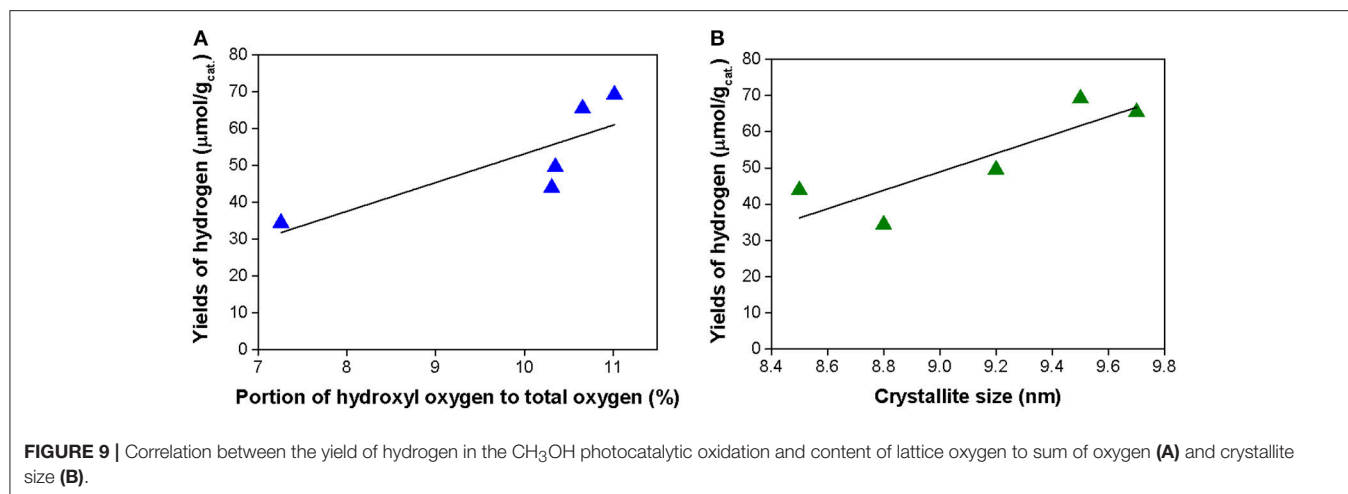 A
80
70
60
50
40
30
20
10
0
Yields of hydrogen (μmol/gcat.)
7 8 9 10 11
Portion of hydroxyl oxygen to total oxygen (%)
B
80
70
60
50
40
30
20
10
0
Yields of hydrogen (μmol/gcat.)
8.4 8.6 8.8 9.0 9.2 9.4 9.6 9.8
Crystallite size (nm)
FIGURE 9 | Correlation between the yield of hydrogen in the CH3OH photocatalytic oxidation and content of lattice oxygen to sum of oxygen (A) and crystallite
size (B).